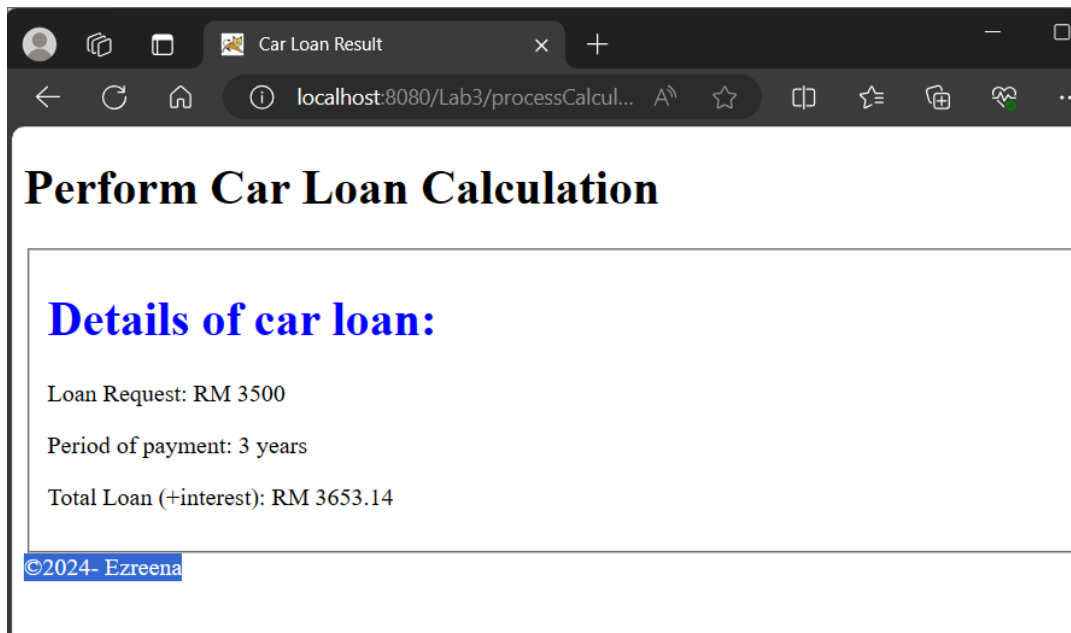 Car Loan Result
localhost:8080/Lab3/processCalcul...
Perform Car Loan Calculation
Details of car loan:
Loan Request: RM 3500
Period of payment: 3 years
Total Loan (+interest): RM 3653.14
©2024- Ezreena